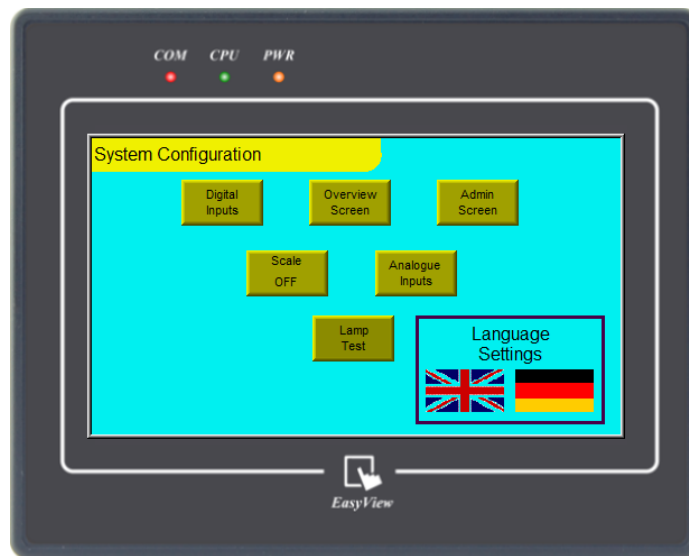 COM CPU PWR
System Configuration
Digital
Inputs
Overview
Screen
Admin
Screen
Scale
OFF
Analogue
Inputs
Lamp
Test
Language
Settings
EasyView